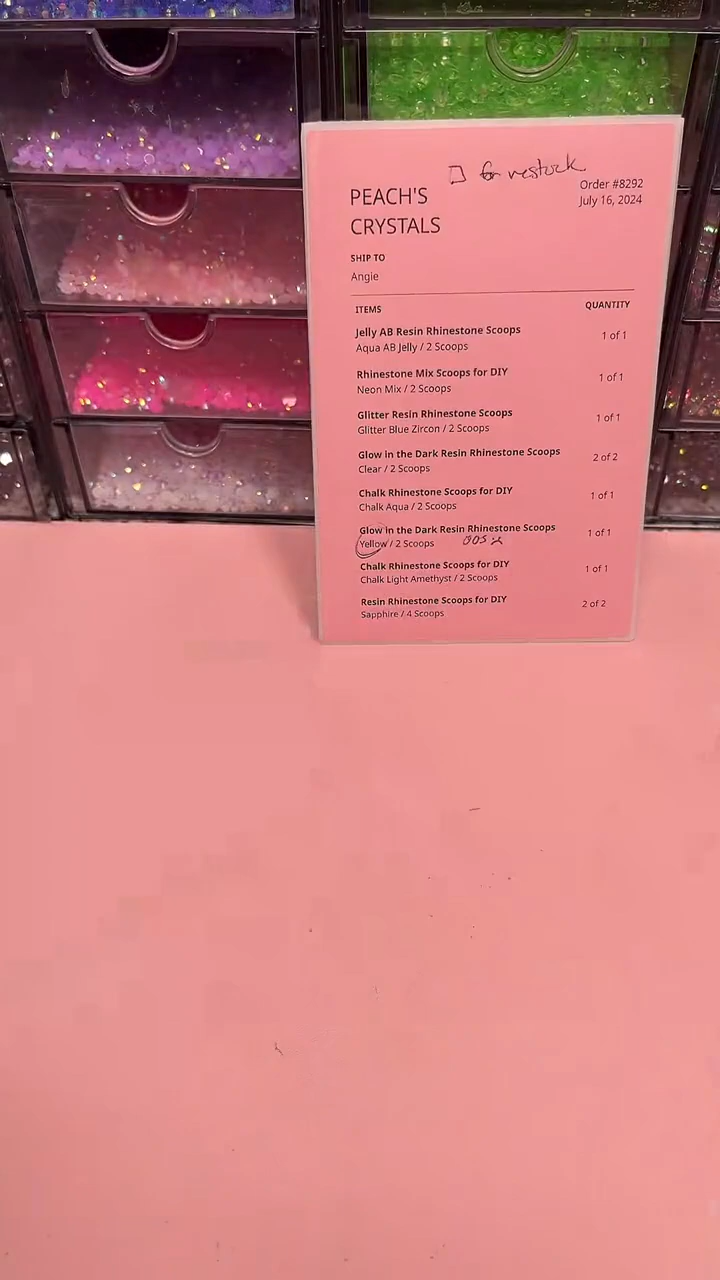 for restock
PEACH'S
CRYSTALS
Order #8292
July 16, 2024
SHIP TO
Angie
ITEMS QUANTITY
Jelly AB Resin Rhinestone Scoops 1 of 1
Aqua AB Jelly / 2 Scoops
Rhinestone Mix Scoops for DIY 1 of 1
Neon Mix / 2 Scoops
Glitter Resin Rhinestone Scoops 1 of 1
Glitter Blue Zircon / 2 Scoops
Glow in the Dark Resin Rhinestone Scoops 2 of 2
Clear / 2 Scoops
Chalk Rhinestone Scoops for DIY 1 of 1
Chalk Aqua / 2 Scoops
Glow in the Dark Resin Rhinestone Scoops 1 of 1
Yellow / 2 Scoops
Chalk Rhinestone Scoops for DIY 1 of 1
Chalk Light Amethyst / 2 Scoops
Resin Rhinestone Scoops for DIY 2 of 2
Sapphire / 4 Scoops